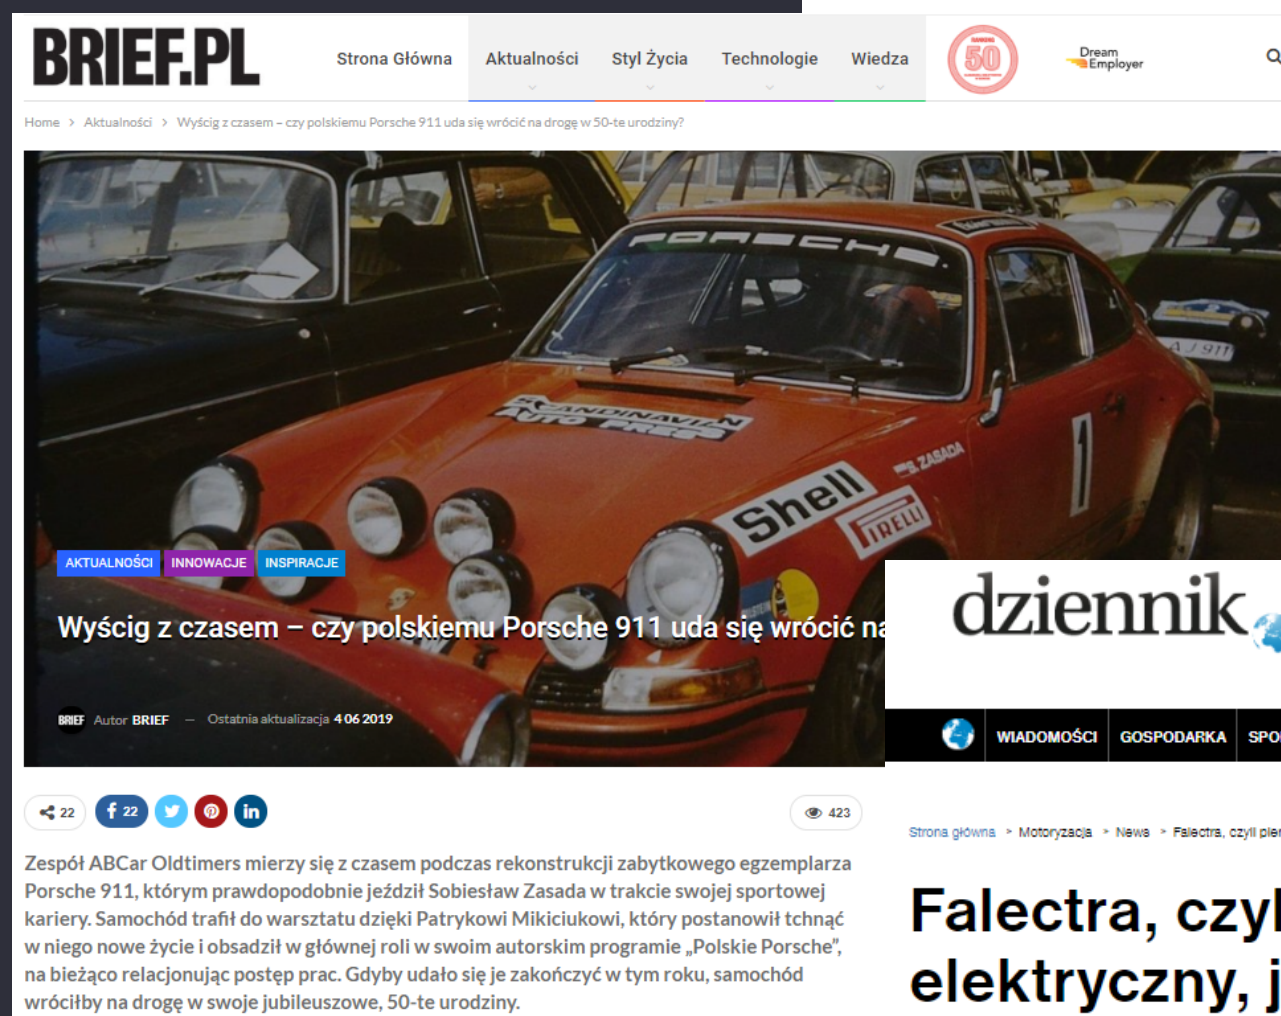 BRIEF.PL
Strona Główna
Aktualności
Styl Życia
Technologie
Wiedza
RANKING
50
Dream
Employer
Home > Aktualności > Wyścig z czasem – czy polskiemu Porsche 911 uda się wrócić na drogę w 50-te urodziny?
PORSCHE
SCANDINAVIAN
AUTO PRESS
S. ZASADA
1
Shell
PIRELLI
AJ 911
AKTUALNOŚCI
INNOWACJE
INSPIRACJE
Wyścig z czasem – czy polskiemu Porsche 911 uda się wrócić na
BRIEF Autor BRIEF — Ostatnia aktualizacja 4 06 2019
22
22
423
Zespół ABCar Oldtimers mierzy się z czasem podczas rekonstrukcji zabytkowego egzemplarza
Porsche 911, którym prawdopodobnie jeździł Sobiesław Zasada w trakcie swojej sportowej
kariery. Samochód trafił do warsztatu dzięki Patrykowi Mikiciukowi, który postanowił tchnąć
w niego nowe życie i obsadził w głównej roli w swoim autorskim programie „Polskie Porsche”,
na bieżąco relacjonując postęp prac. Gdyby udało się je zakończyć w tym roku, samochód
wróciłby na drogę w swoje jubileuszowe, 50-te urodziny.
dziennik.
WIADOMOŚCI
GOSPODARKA
SPO
Strona główna > Motoryzacja > News > Falectra, czyli pier
Falectra, czyl
elektryczny, j